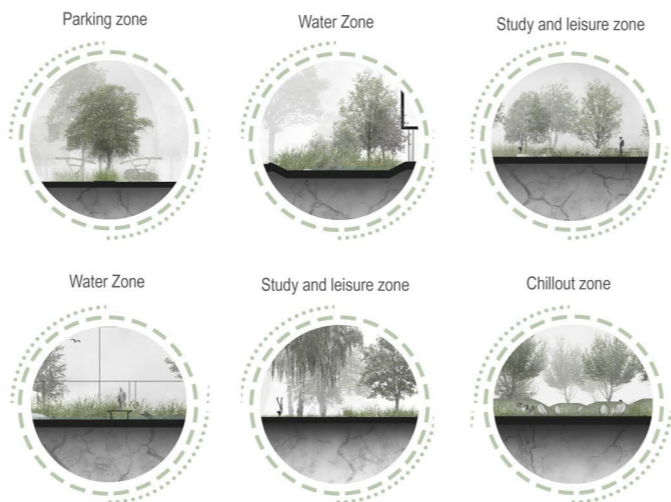 Parking zone
Water Zone
Study and leisure zone
Water Zone
Study and leisure zone
Chillout zone